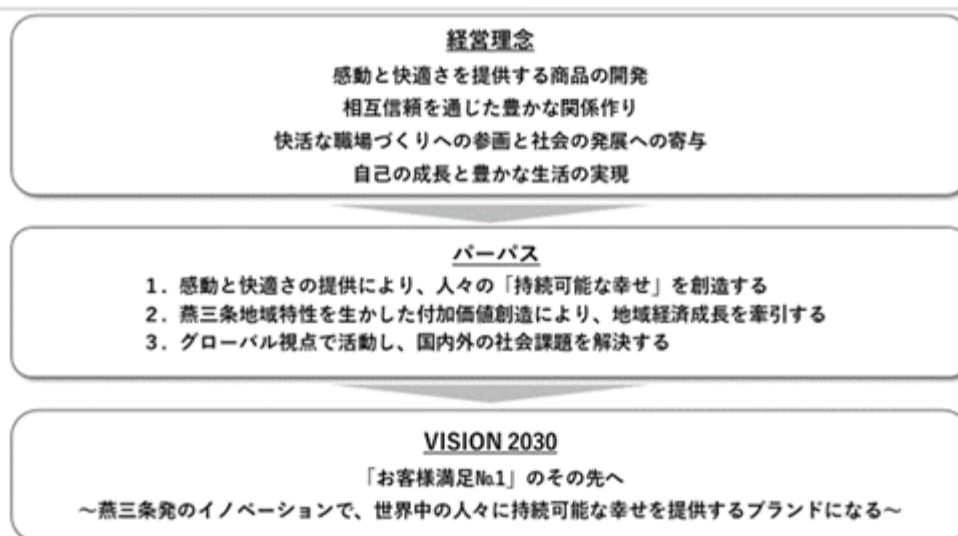 経営理念
感動と快適さを提供する商品の開発
相互信頼を通じた豊かな関係作り
快活な職場づくりへの参画と社会の発展への寄与
自己の成長と豊かな生活の実現
パーパス
1．感動と快適さの提供により、人々の「持続可能な幸せ」を創造する
2．燕三条地域特性を生かした付加価値創造により、地域経済成長を牽引する
3．グローバル視点で活動し、国内外の社会課題を解決する
VISION 2030
「お客様満足№1」のその先へ
～燕三条発のイノベーションで、世界中の人々に持続可能な幸せを提供するブランドになる～